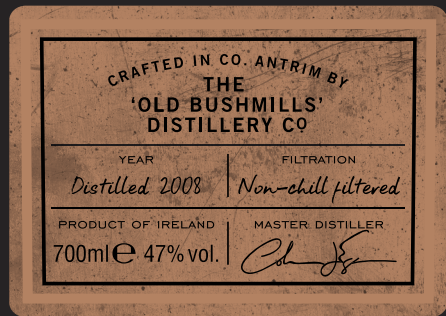 CRAFTED IN CO. ANTRIM BY
THE
‘OLD BUSHMILLS’
DISTILLERY Cº
YEAR
Distilled 2008
FILTRATION
Non-chill filtered
PRODUCT OF IRELAND
700ml e 47% vol.
MASTER DISTILLER